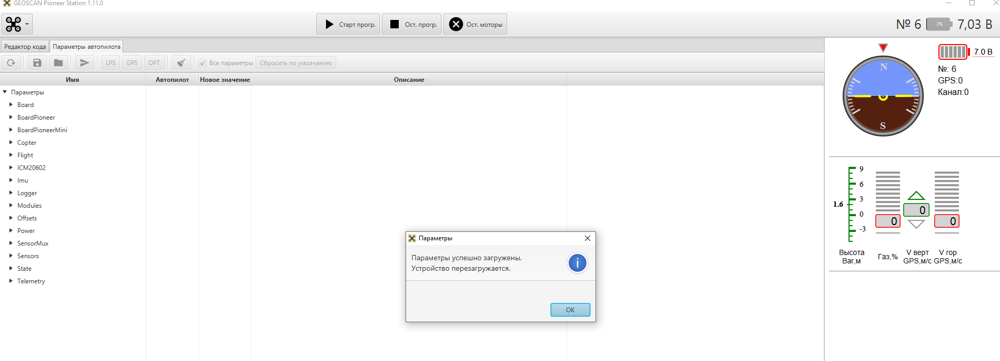 GEOSCAN Pioneer Station 1.11.0
Старт прогр.
Ост. прогр.
Ост. моторы
№ 6
2%
7,03 В
Редактор кода
Параметры автопилота
LPS
GPS
OPT
Все параметры
Сбросить по умолчанию
Имя
Автопилот
Новое значение
Описание
Параметры
Board
BoardPioneer
BoardPioneerMini
Copter
Flight
ICM20602
Imu
Logger
Modules
Offsets
Power
SensorMux
Sensors
State
Telemetry
Параметры
Параметры успешно загружены.
Устройство перезагружается.
i
OK
N
S
7.0 В
№: 6
GPS:0
Канал:0
9
6
3
1.6
0
-3
0
0
0
Высота
Bar,м
Газ,%
V верт
GPS,м/с
V гор
GPS,м/с